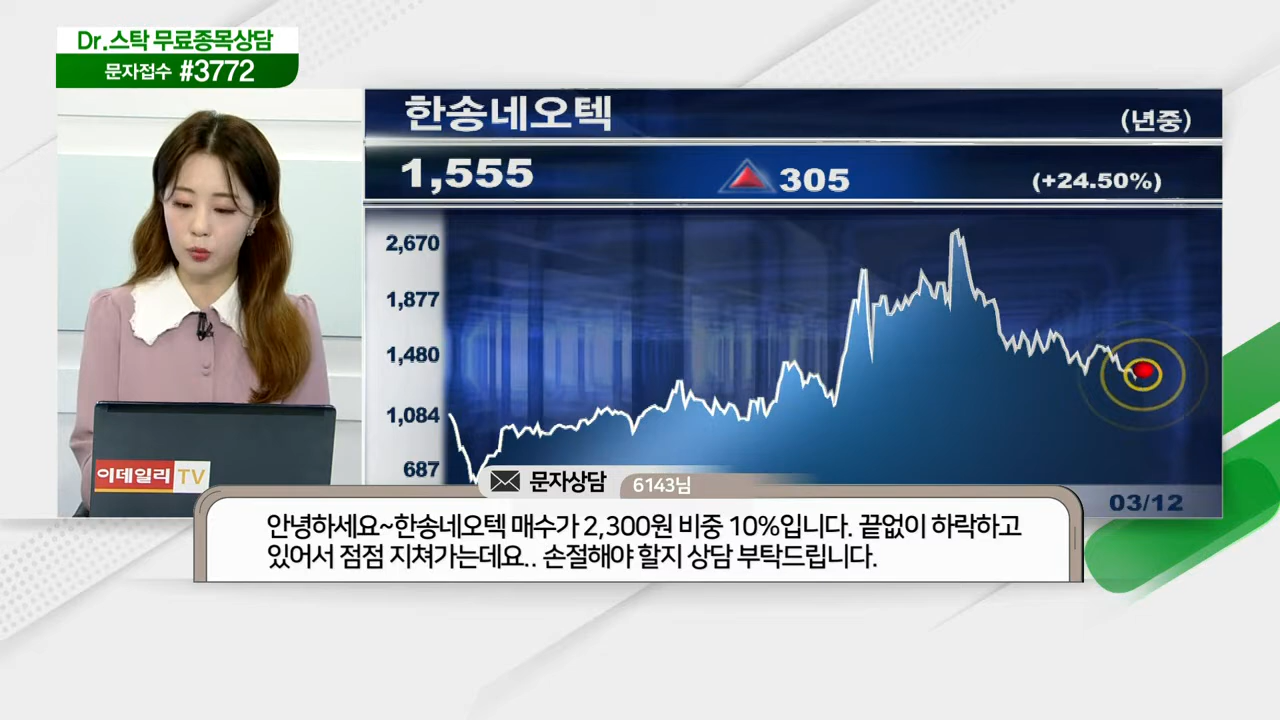 Dr.스탁 무료종목상담
문자접수 #3772
한송네오텍
(년중)
1,555
305
(+24.50%)
2,670
1,877
1,480
1,084
687
03/12
이데일리 TV
문자상담
6143님
안녕하세요~한송네오텍 매수가 2,300원 비중 10%입니다. 끝없이 하락하고
있어서 점점 지쳐가는데요.. 손절해야 할지 상담 부탁드립니다.